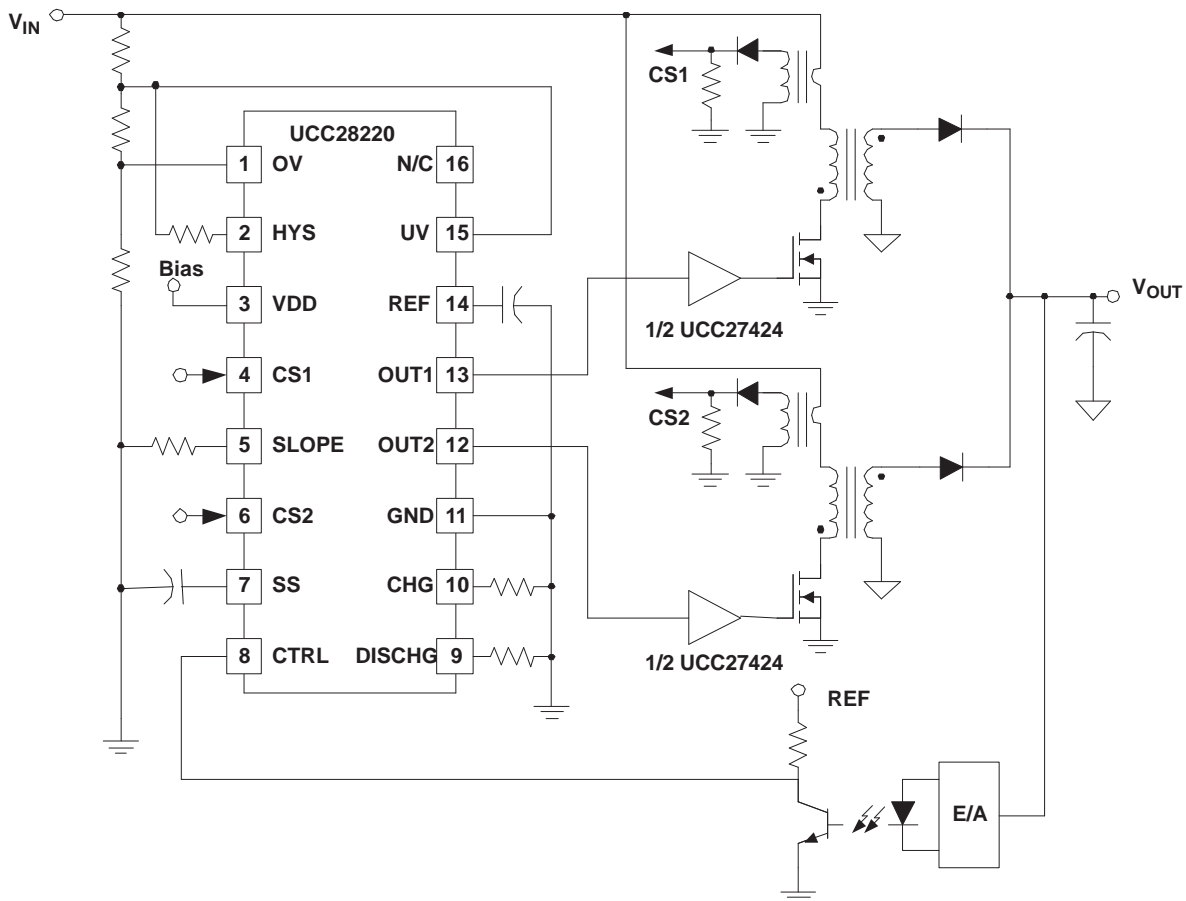 VIN
CS1
UCC28220
1 OV N/C 16
2 HYS UV 15
Bias
3 VDD REF 14
VOUT
1/2 UCC27424
4 CS1 OUT1 13
CS2
5 SLOPE OUT2 12
6 CS2 GND 11
7 SS CHG 10
8 CTRL DISCHG 9
1/2 UCC27424
REF
E/A